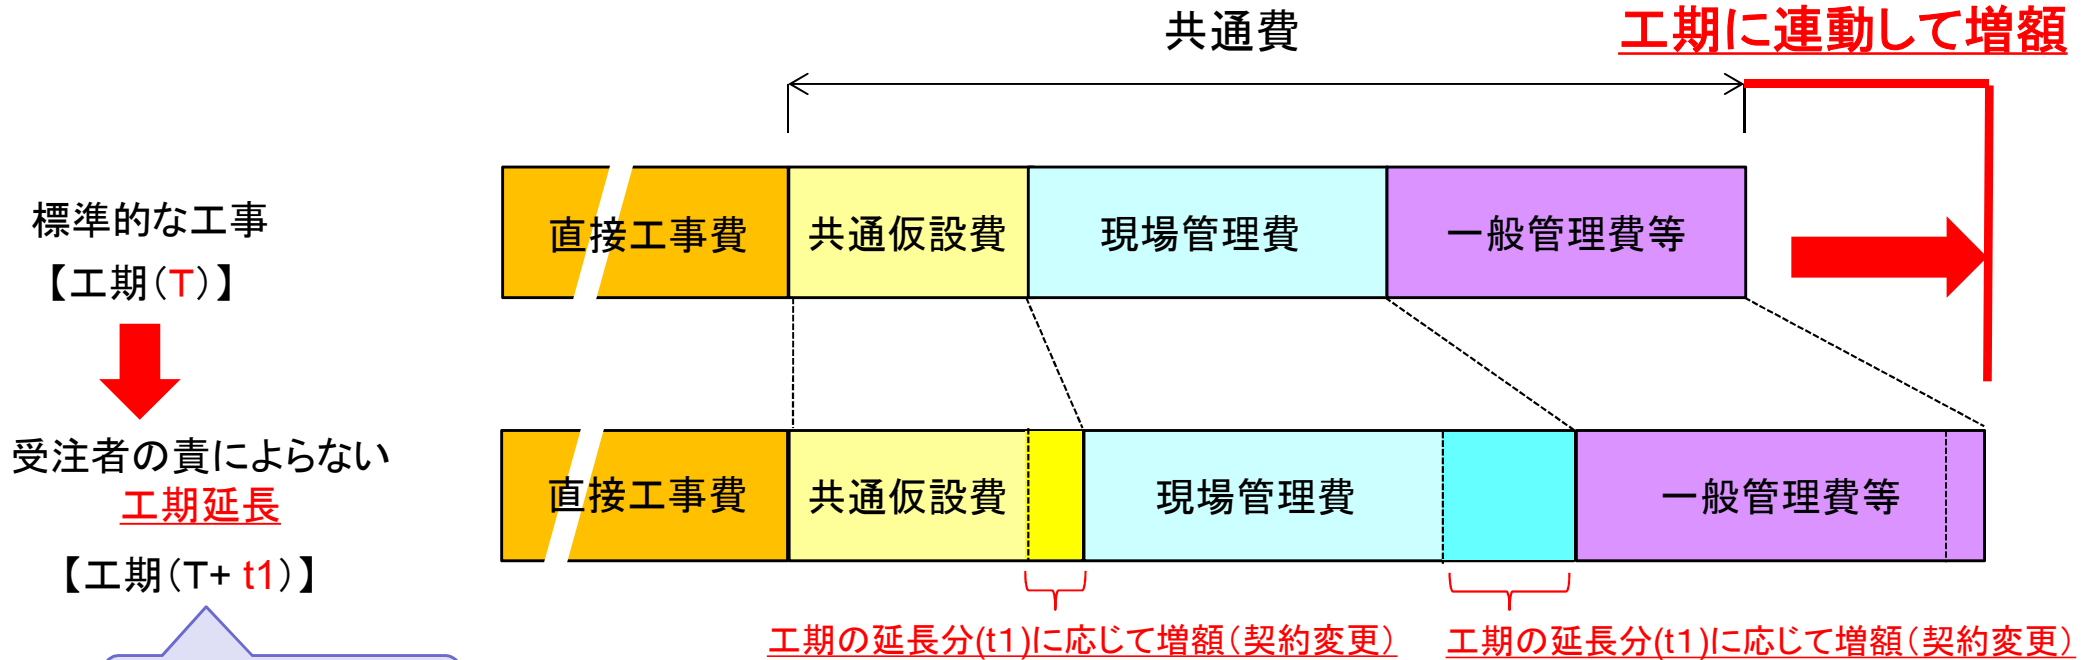 共通費
工期に連動して増額
標準的な工事
【工期(T)】
直接工事費
共通仮設費
現場管理費
一般管理費等
受注者の責によらない
工期延長
【工期(T+ t1)】
直接工事費
共通仮設費
現場管理費
一般管理費等
工期の延長分(t1)に応じて増額(契約変更)
工期の延長分(t1)に応じて増額(契約変更)